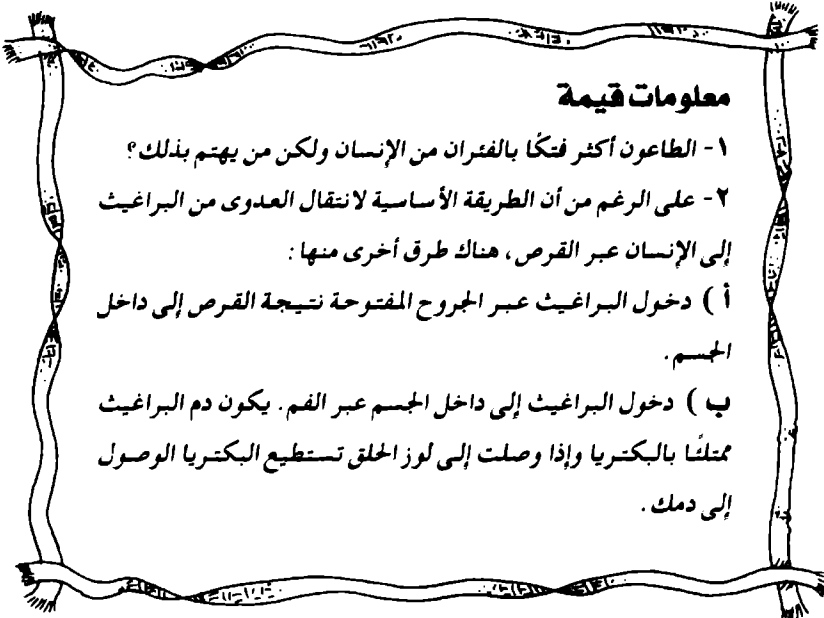 معلومات قيمة
١- الطاعون أكثر فتكًا بالفئران من الإنسان ولكن من يهتم بذلك؟
٢- على الرغم من أن الطريقة الأساسية لانتقال العدوى من البراغيث
إلى الإنسان عبر القرص، هناك طرق أخرى منها:
أ ) دخول البراغيث عبر الجروح المفتوحة نتيجة القرص إلى داخل
الجسم.
ب ) دخول البراغيث إلى داخل الجسم عبر الفم. يكون دم البراغيث
ممتلئًا بالبكتريا وإذا وصلت إلى لوز الحلق تستطيع البكتريا الوصول
إلى دمك.